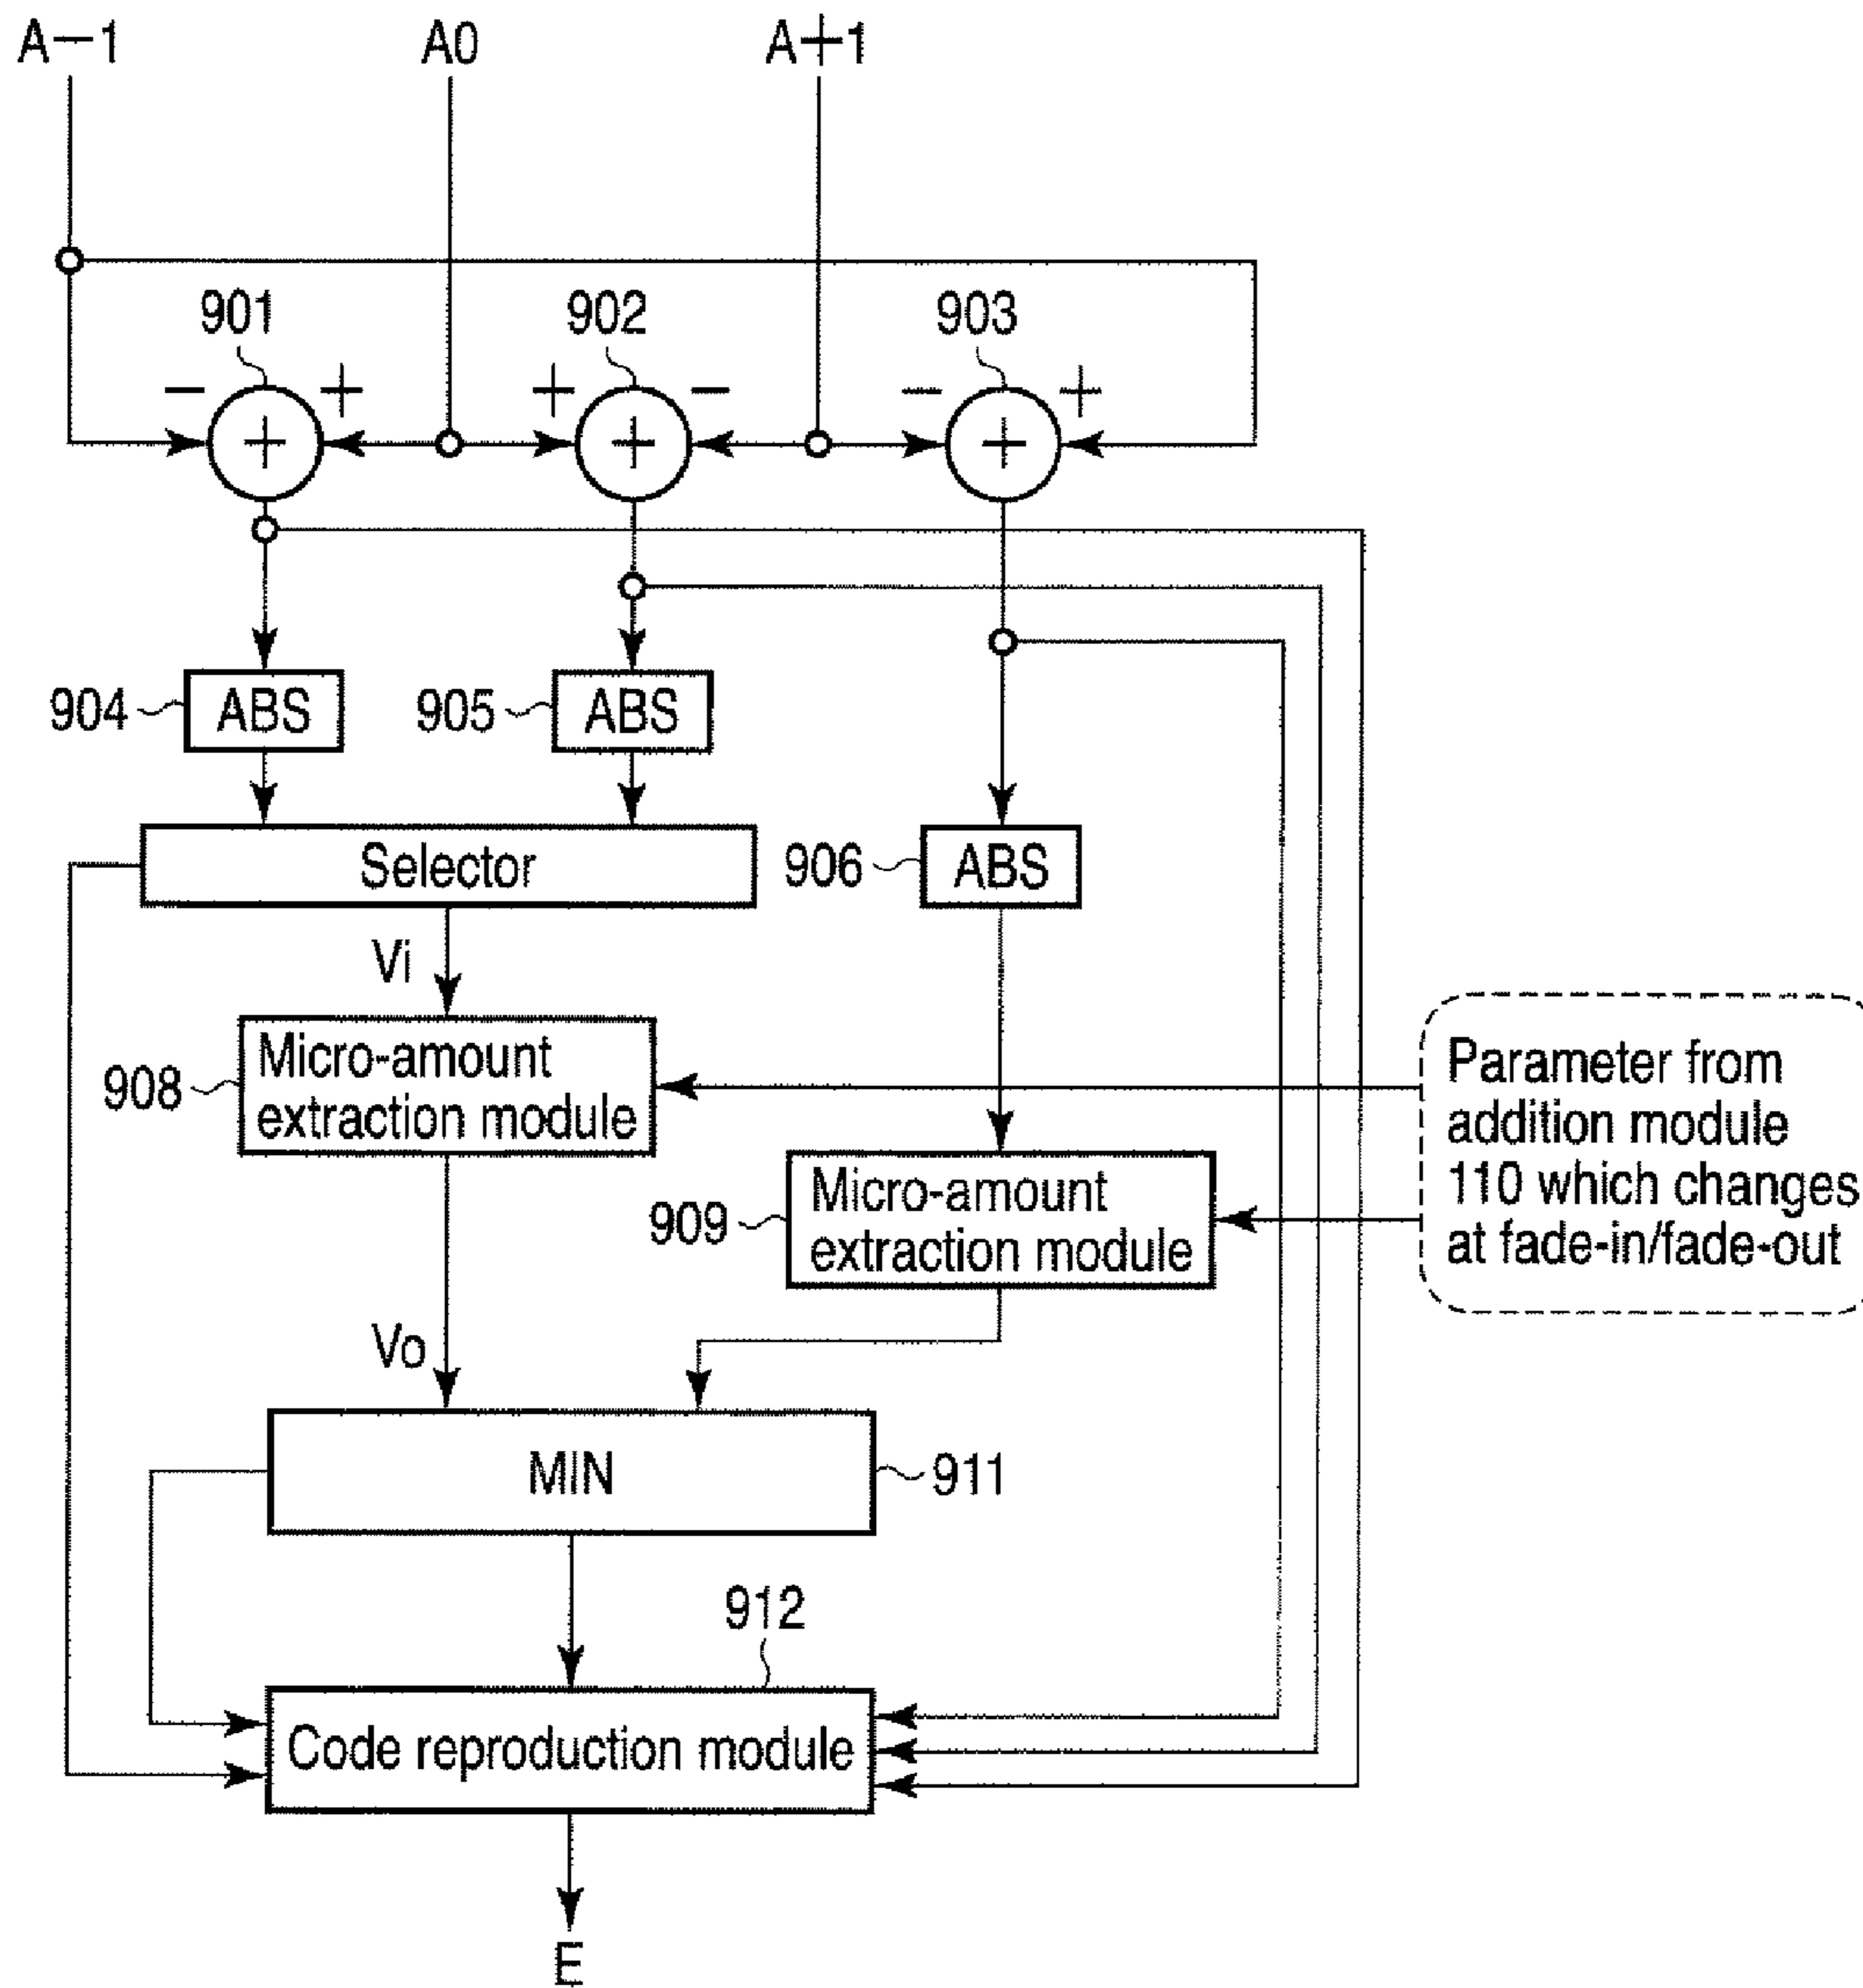 A−1 A0 A+1
901 902 903
− + + − − +
+ + +
904 ABS 905 ABS
Selector 906 ABS
Vi
908 Micro-amount
extraction module
909 Micro-amount
extraction module
Parameter from
addition module
110 which changes
at fade-in/fade-out
Vo
MIN 911
912
Code reproduction module
E